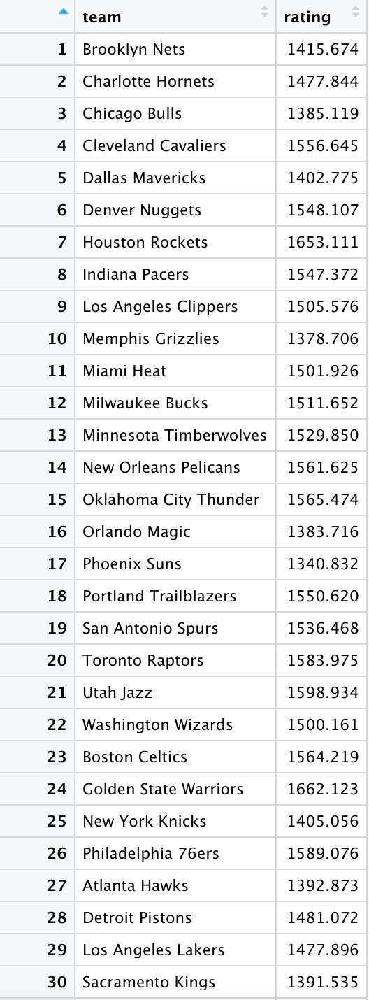 team rating
1 Brooklyn Nets 1415.674
2 Charlotte Hornets 1477.844
3 Chicago Bulls 1385.119
4 Cleveland Cavaliers 1556.645
5 Dallas Mavericks 1402.775
6 Denver Nuggets 1548.107
7 Houston Rockets 1653.111
8 Indiana Pacers 1547.372
9 Los Angeles Clippers 1505.576
10 Memphis Grizzlies 1378.706
11 Miami Heat 1501.926
12 Milwaukee Bucks 1511.652
13 Minnesota Timberwolves 1529.850
14 New Orleans Pelicans 1561.625
15 Oklahoma City Thunder 1565.474
16 Orlando Magic 1383.716
17 Phoenix Suns 1340.832
18 Portland Trailblazers 1550.620
19 San Antonio Spurs 1536.468
20 Toronto Raptors 1583.975
21 Utah Jazz 1598.934
22 Washington Wizards 1500.161
23 Boston Celtics 1564.219
24 Golden State Warriors 1662.123
25 New York Knicks 1405.056
26 Philadelphia 76ers 1589.076
27 Atlanta Hawks 1392.873
28 Detroit Pistons 1481.072
29 Los Angeles Lakers 1477.896
30 Sacramento Kings 1391.535